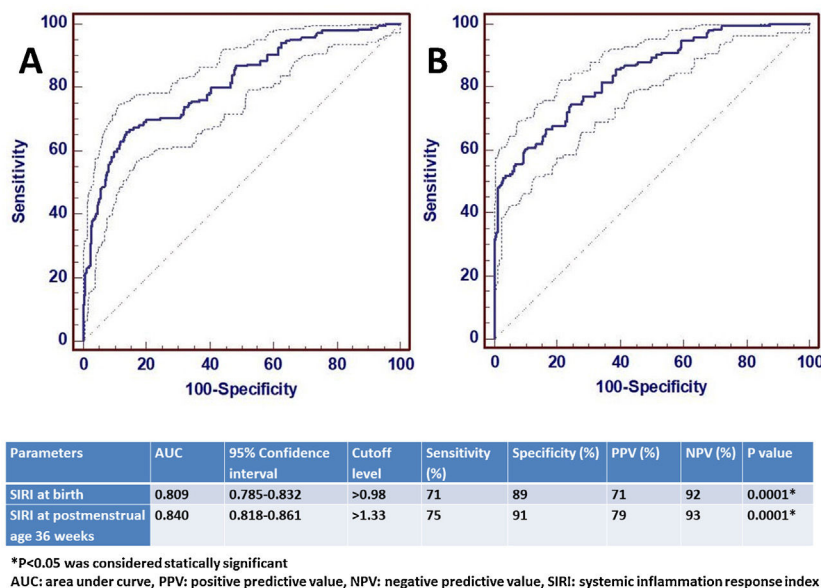 A
100
80
60
40
20
0
Sensitivity
0 20 40 60 80 100
100-Specificity
B
100
80
60
40
20
0
Sensitivity
0 20 40 60 80 100
100-Specificity
Parameters AUC 95% Confidence interval Cutoff level Sensitivity (%) Specificity (%) PPV (%) NPV (%) P value
SIRI at birth 0.809 0.785-0.832 >0.98 71 89 71 92 0.0001*
SIRI at postmenstrual age 36 weeks 0.840 0.818-0.861 >1.33 75 91 79 93 0.0001*
*P<0.05 was considered statically significant
AUC: area under curve, PPV: positive predictive value, NPV: negative predictive value, SIRI: systemic inflammation response index